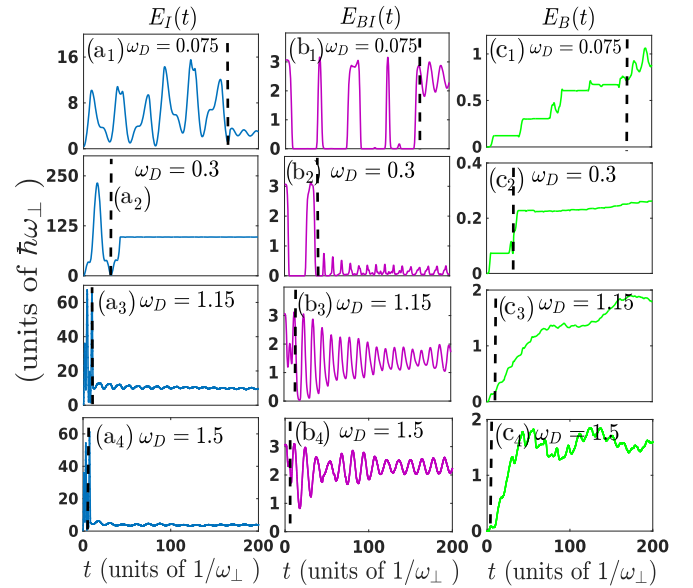 E_I(t) E_{BI}(t) E_B(t)
(units of ħω_⊥)
(a_1) ω_D = 0.075
16
8
0
(b_1) ω_D = 0.075
3
2
1
0
(c_1) ω_D = 0.075
1
0.5
0
ω_D = 0.3
(a_2)
250
125
0
(b_2) ω_D = 0.3
3
2
1
0
(c_2) ω_D = 0.3
0.4
0.2
0
(a_3) ω_D = 1.15
60
40
20
0
(b_3) ω_D = 1.15
3
2
1
0
(c_3) ω_D = 1.15
2
1
0
(a_4) ω_D = 1.5
60
40
20
0
0 100 200
t (units of 1/ω_⊥)
(b_4) ω_D = 1.5
3
2
1
0
0 100 200
t (units of 1/ω_⊥)
(c_4) ω_D = 1.5
2
1
0
0 100 200
t (units of 1/ω_⊥)